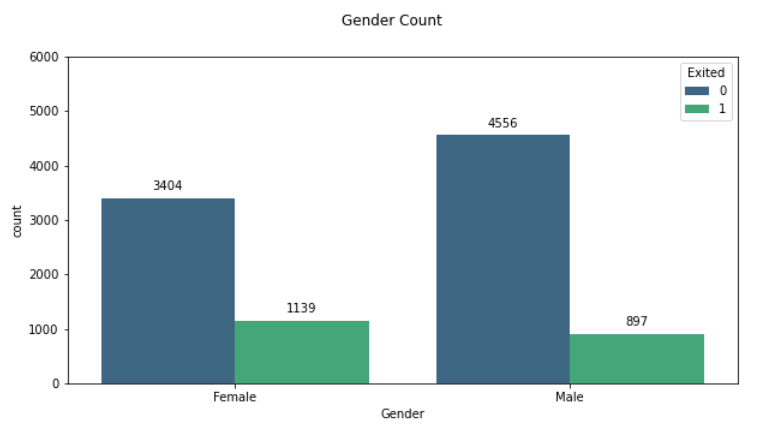 Gender Count
6000
5000
4000
3000
2000
1000
0
count
3404
1139
4556
897
Exited
0
1
Female
Male
Gender